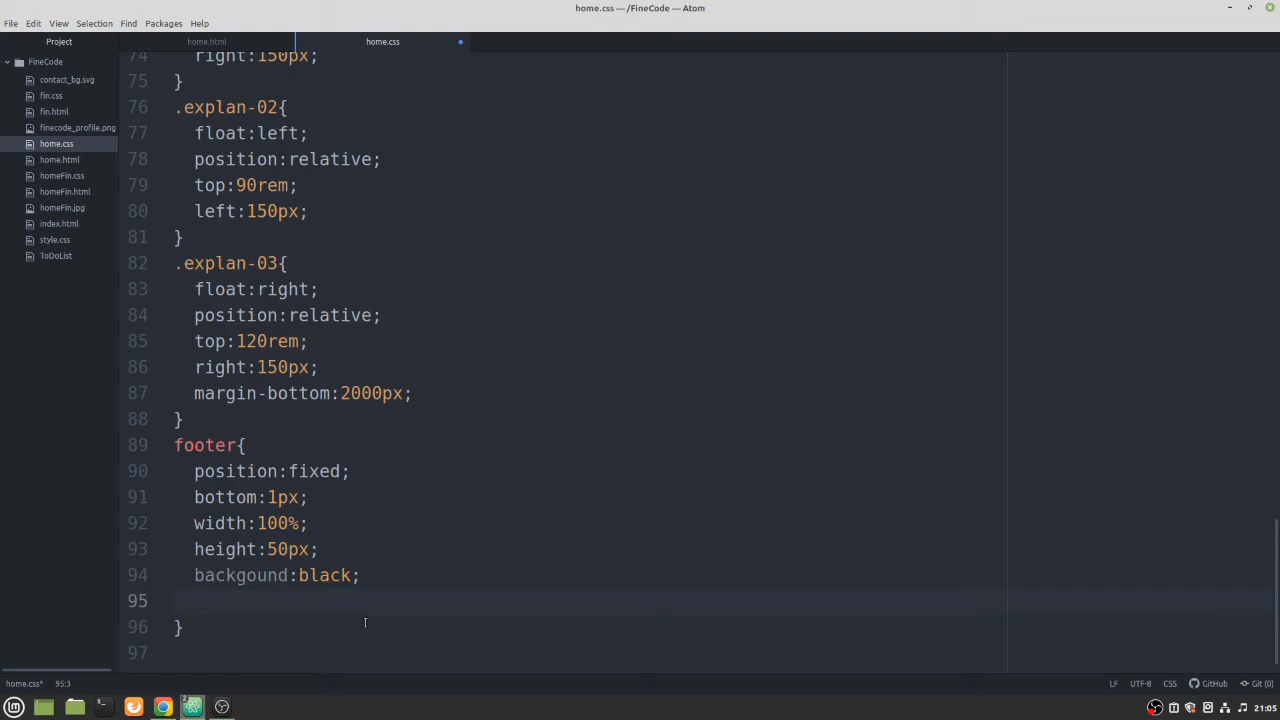 home.css — /FineCode — Atom
File Edit View Selection Find Packages Help
Project home.html home.css
FineCode
contact_bg.svg
fin.css
fin.html
finecode_profile.png
home.css
home.html
homeFin.css
homeFin.html
homeFin.jpg
index.html
style.css
ToDoList
74 right:150px;
75 }
76 .explan-02{
77 float:left;
78 position:relative;
79 top:90rem;
80 left:150px;
81 }
82 .explan-03{
83 float:right;
84 position:relative;
85 top:120rem;
86 right:150px;
87 margin-bottom:2000px;
88 }
89 footer{
90 position:fixed;
91 bottom:1px;
92 width:100%;
93 height:50px;
94 backgound:black;
95
96 }
97
home.css* 95:3 LF UTF-8 CSS GitHub Git (0)
2
21:05